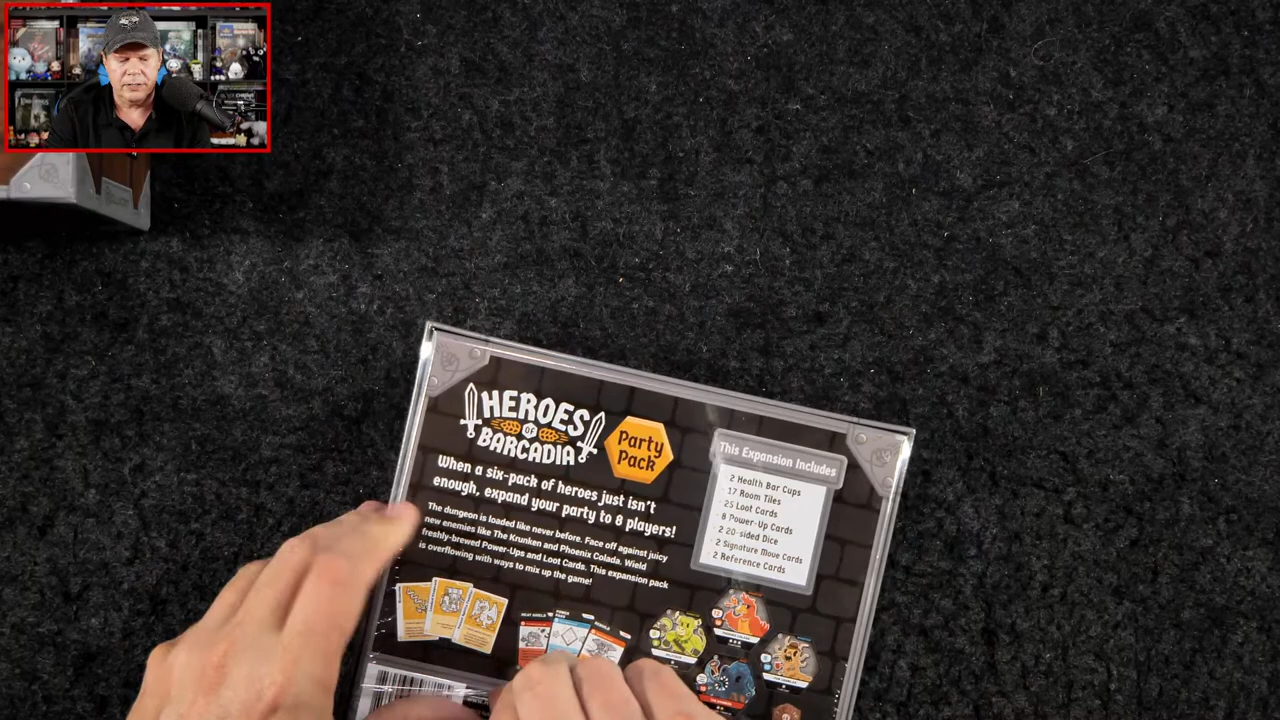 HEROES
OF
BARCADIA
Party
Pack
When a six-pack of heroes just isn't
enough, expand your party to 8 players!
The dungeon is loaded like never before. Face off against juicy
new enemies like The Krunken and Phoenix Colada. Wield
freshly-brewed Power-Ups and Loot Cards. This expansion pack
is overflowing with ways to mix up the game!
This Expansion Includes
2 Health Bar Cups
· 17 Room Tiles
· 25 Loot Cards
· 8 Power-Up Cards
· 2 20-sided Dice
· 2 Signature Move Cards
· 2 Reference Cards